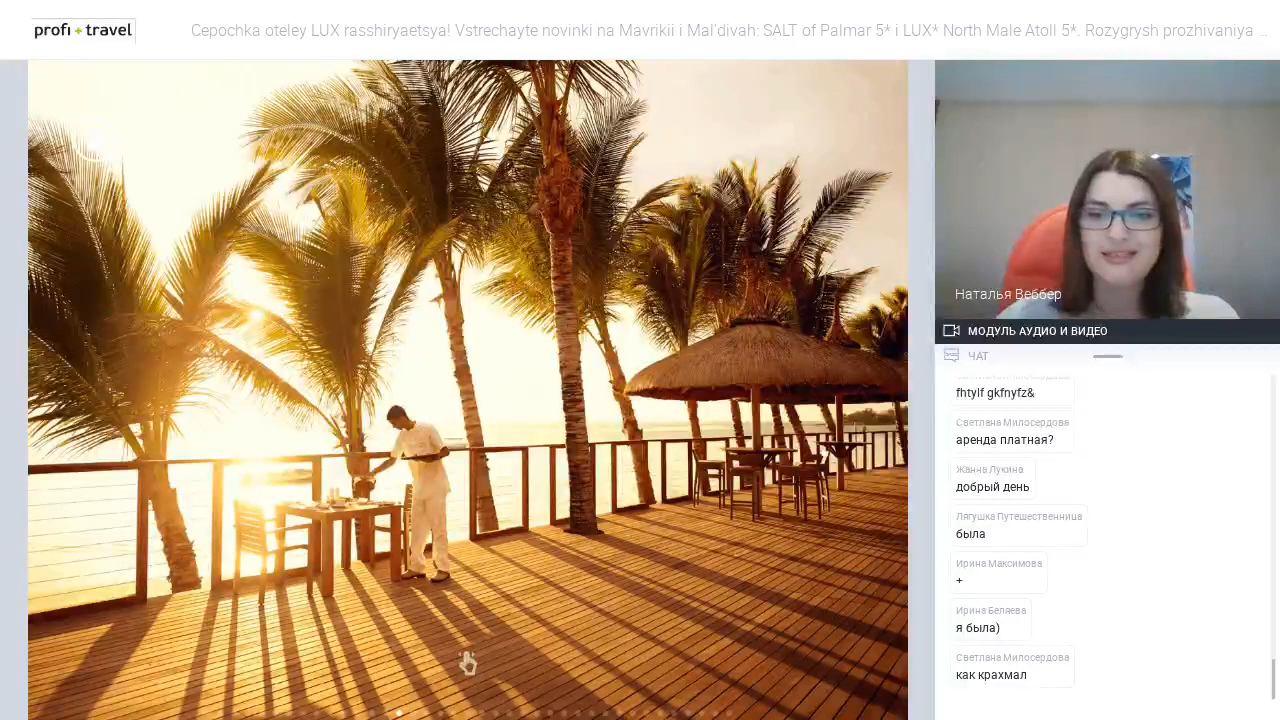 profi + travel
Cepochka oteley LUX rasshiryaetsya! Vstrechayte novinki na Mavrikii i Mal'divah: SALT of Palmar 5* i LUX* North Male Atoll 5*. Rozygrysh prozhivaniya ...
Наталья Веббер
МОДУЛЬ АУДИО И ВИДЕО
ЧАТ
fhtylf gkfnyfz&
Светлана Милосердова
аренда платная?
Жанна Лукина
добрый день
Лягушка Путешественница
была
Ирина Максимова
+
Ирина Беляева
я была)
Светлана Милосердова
как крахмал